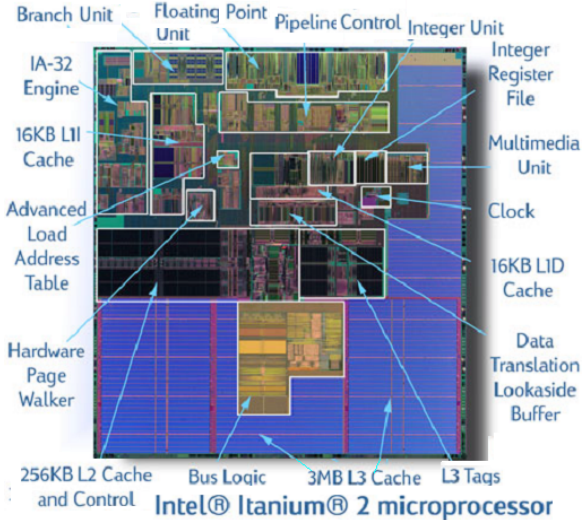 Branch Unit
Floating Point
Unit
Pipeline Control
Integer Unit
Integer
Register
File
IA-32
Engine
16KB L1I
Cache
Multimedia
Unit
Advanced
Load
Address
Table
Clock
16KB L1D
Cache
Hardware
Page
Walker
Data
Translation
Lookaside
Buffer
256KB L2 Cache
and Control
Bus Logic
3MB L3 Cache
L3 Tags
Intel® Itanium® 2 microprocessor